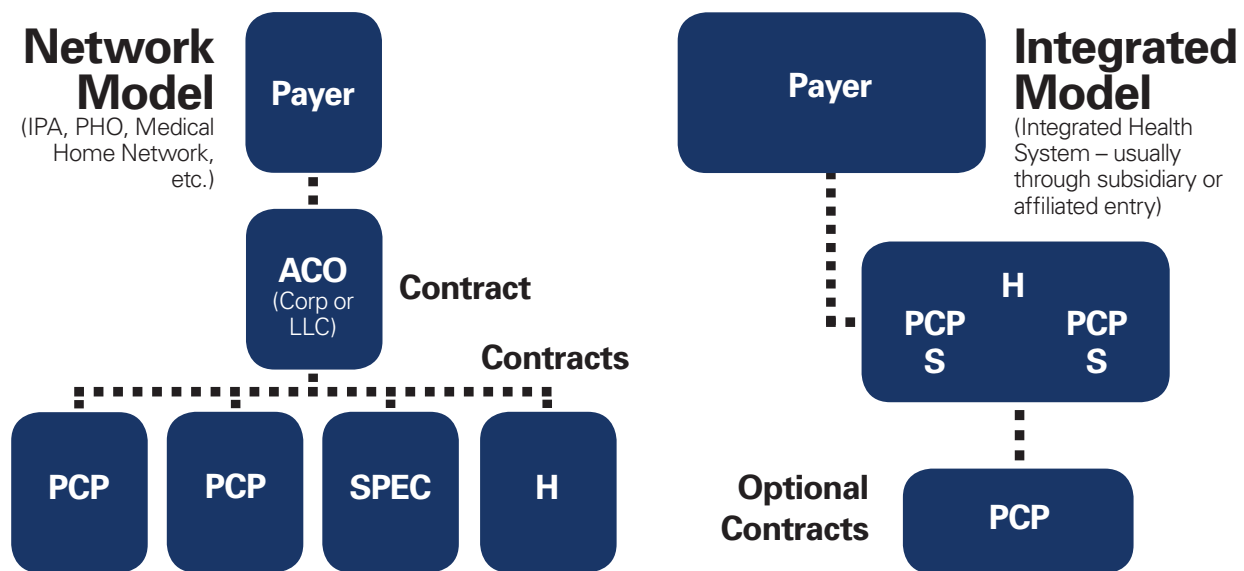 Network
Model
(IPA, PHO, Medical
Home Network,
etc.)
Payer
ACO
(Corp or
LLC)
Contract
Contracts
PCP
PCP
SPEC
H
Payer
Integrated
Model
(Integrated Health
System – usually
through subsidiary or
affiliated entry)
H
PCP PCP
S S
Optional
Contracts
PCP